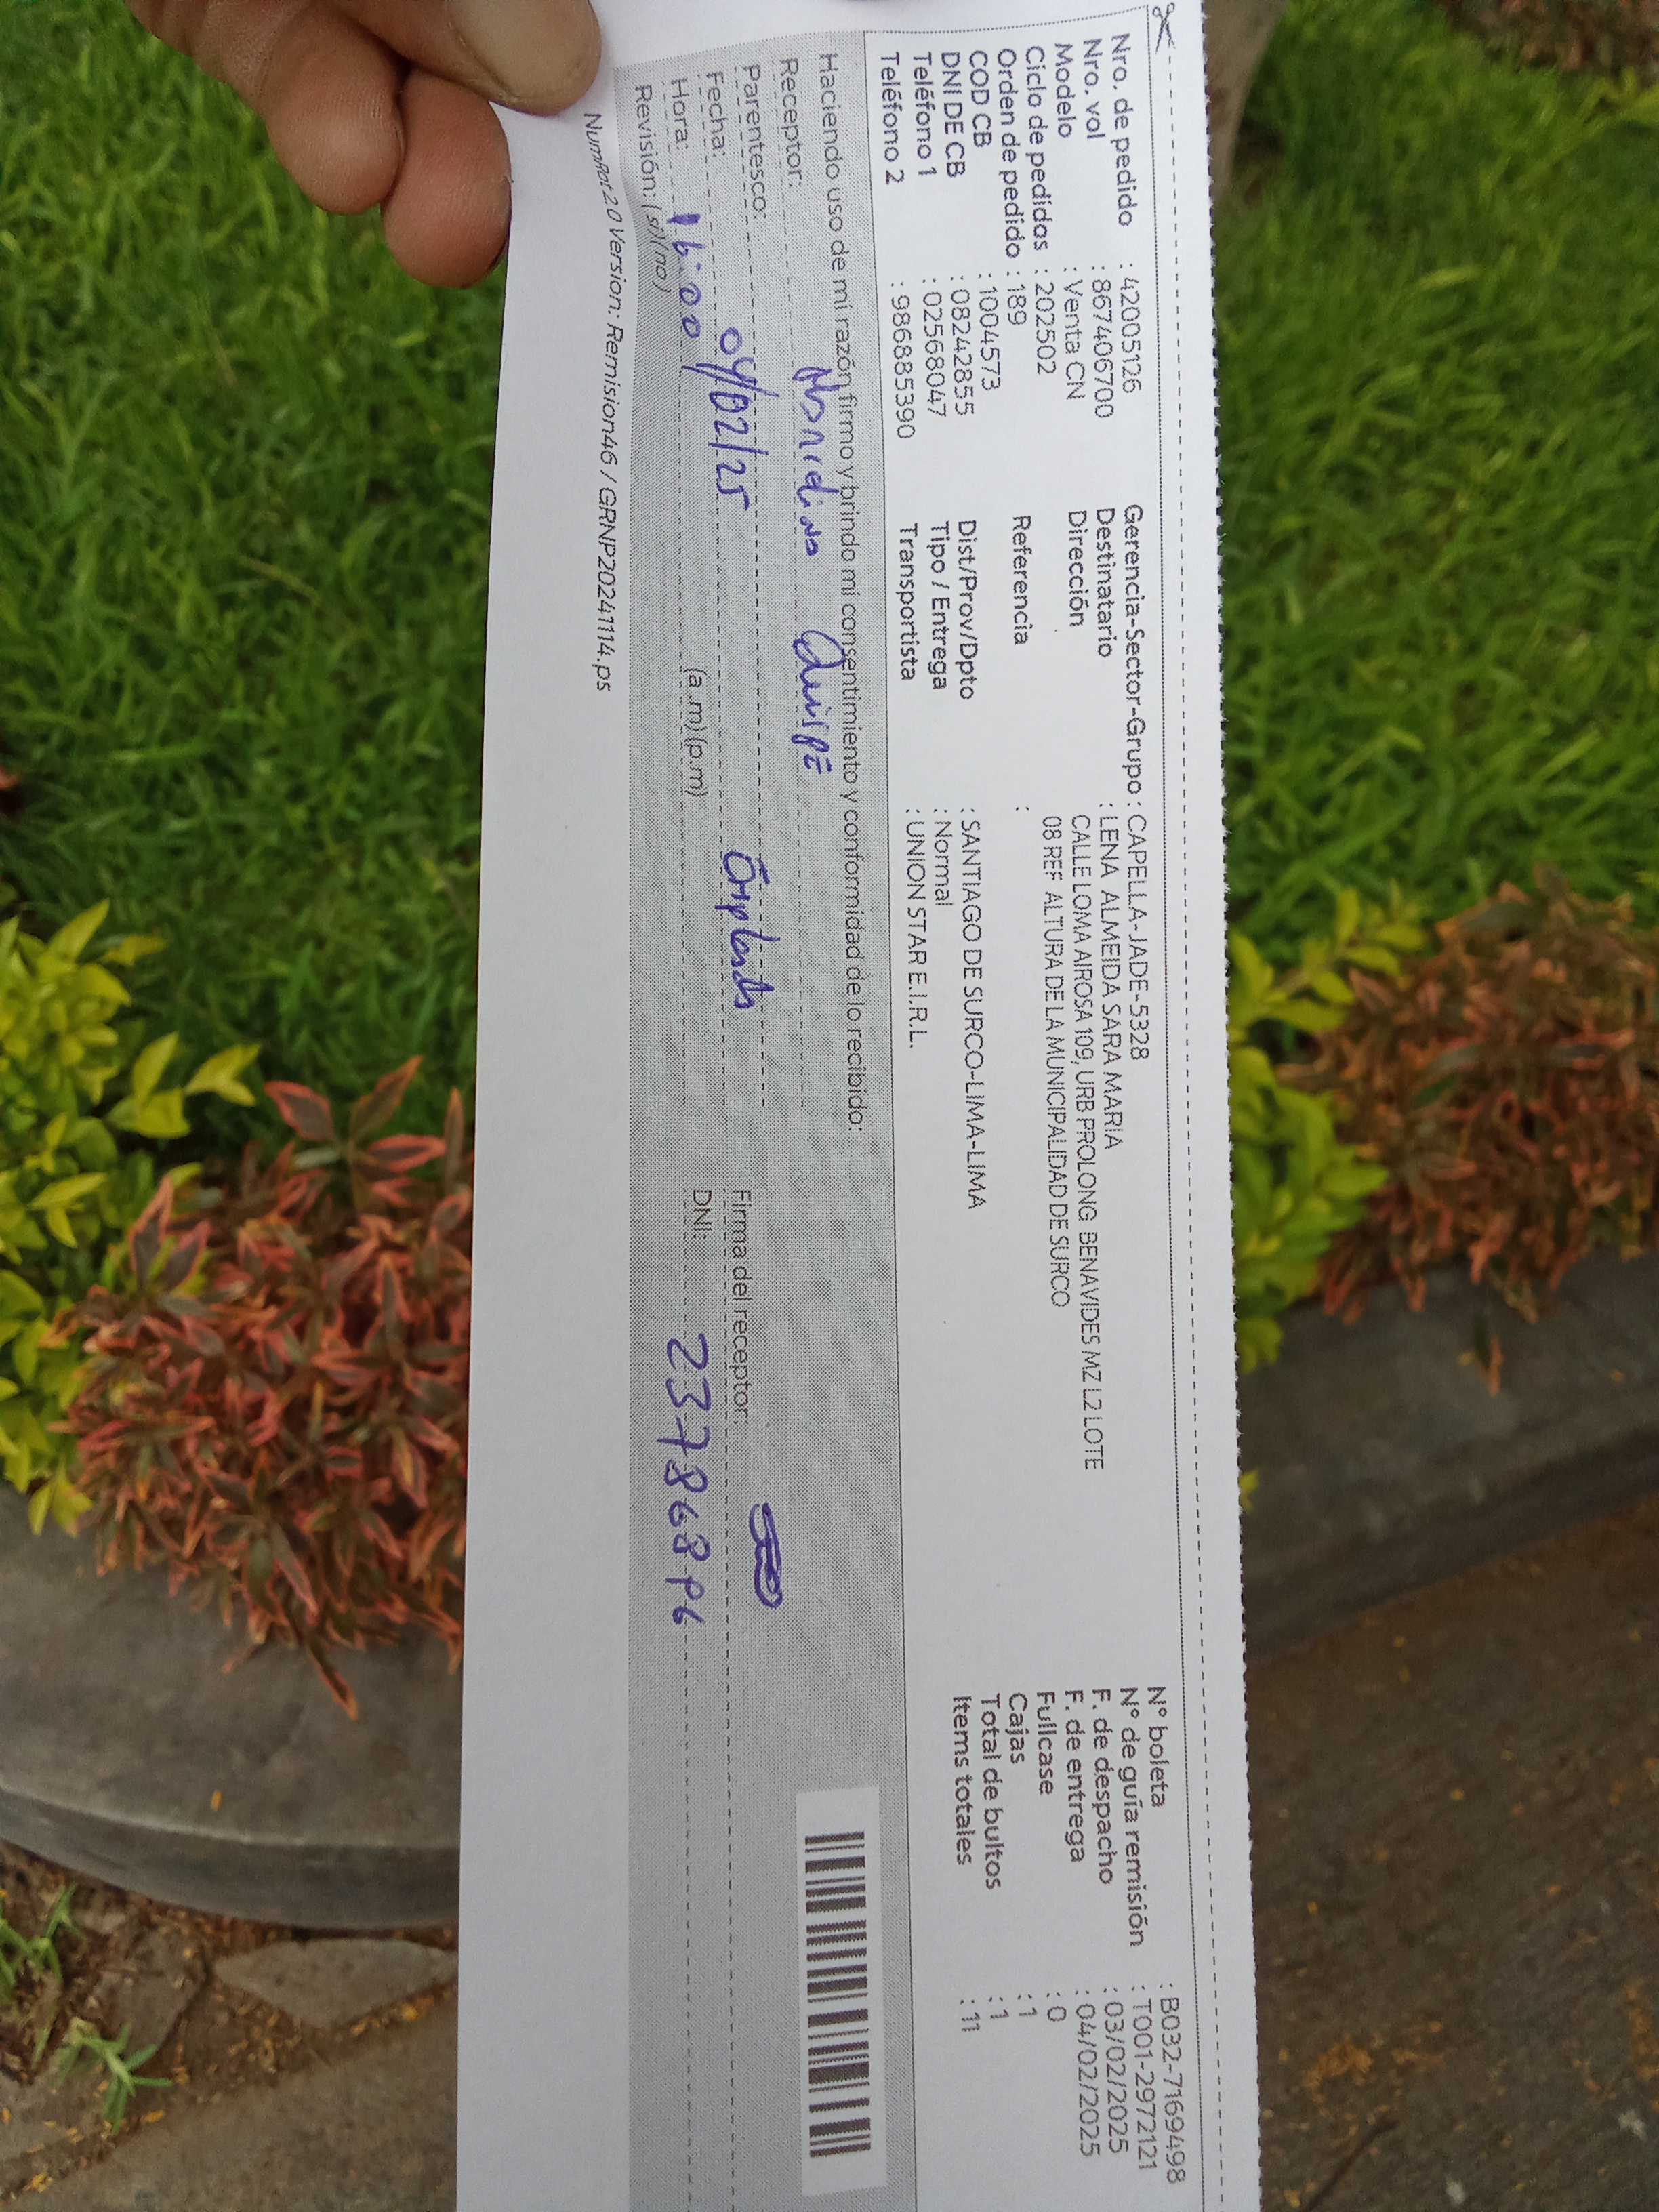 Nro. de pedido : 42005126
Nro. vol : 867406700
Modelo : Venta CN
Ciclo de pedidos : 202502
Orden de pedido : 189
COD CB : 1004573
DNI DE CB : 08242855
Teléfono 1 : 02568047
Teléfono 2 : 986885390
Gerencia-Sector-Grupo : CAPELLA-JADE-5328
Destinatario : LENA ALMEIDA SARA MARIA
Dirección : CALLE LOMA AIROSA 109, URB PROLONG BENAVIDES MZ L2 LOTE
08 REF ALTURA DE LA MUNICIPALIDAD DE SURCO
Referencia :
Dist/Prov/Dpto : SANTIAGO DE SURCO-LIMA-LIMA
Tipo / Entrega : Normal
Transportista : UNION STAR E.I.R.L.
N° boleta : B032-7169498
N° de guía remisión : T001-2972121
F. de despacho : 03/02/2025
F. de entrega : 04/02/2025
Fullcase : 0
Cajas : 1
Total de bultos : 1
Items totales : 11
Haciendo uso de mi razón firmo y brindo mi consentimiento y conformidad de lo recibido:
Receptor: QuispE
Parentesco:
Fecha: 04/02/25
Hora: 16:00 (a.m)(p.m)
Revisión: (si)(no)
Firma del receptor:
DNI: 237868
NumRot2.0 Version: Remision46 / GRNP20241114.ps